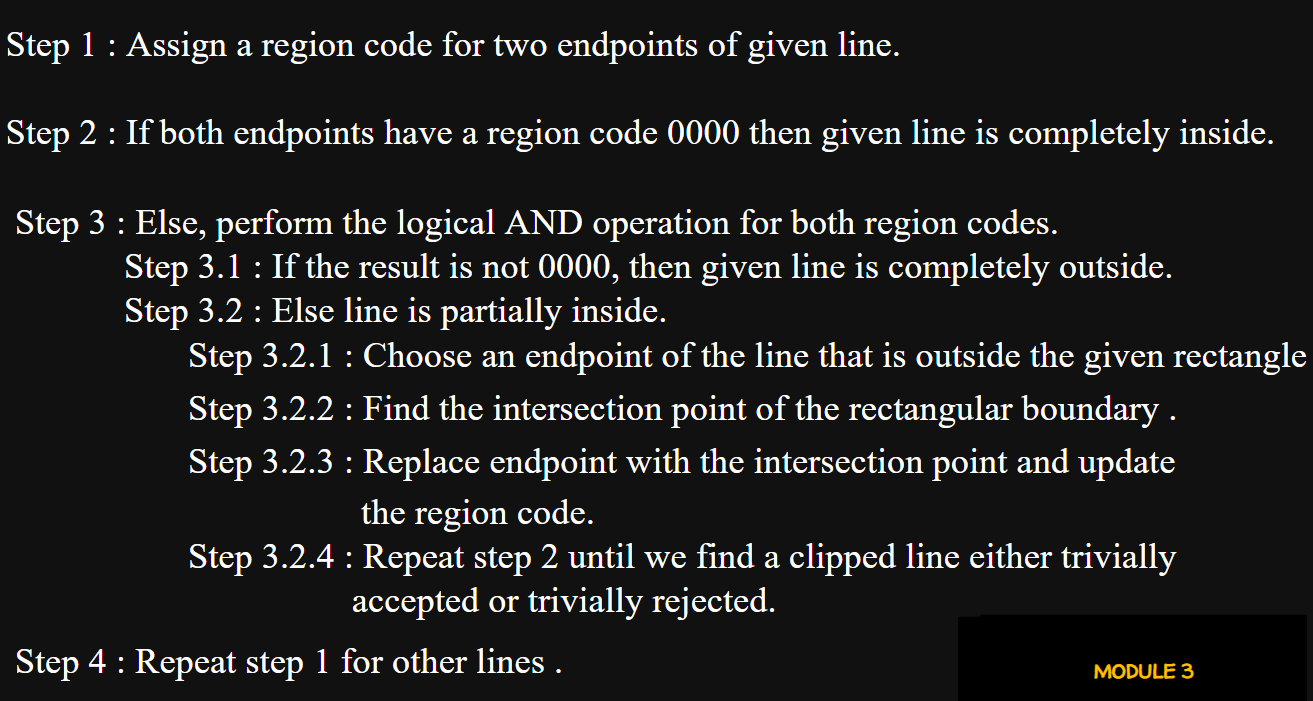 Step 1 : Assign a region code for two endpoints of given line.
Step 2 : If both endpoints have a region code 0000 then given line is completely inside.
Step 3 : Else, perform the logical AND operation for both region codes.
Step 3.1 : If the result is not 0000, then given line is completely outside.
Step 3.2 : Else line is partially inside.
Step 3.2.1 : Choose an endpoint of the line that is outside the given rectangle
Step 3.2.2 : Find the intersection point of the rectangular boundary .
Step 3.2.3 : Replace endpoint with the intersection point and update
the region code.
Step 3.2.4 : Repeat step 2 until we find a clipped line either trivially
accepted or trivially rejected.
Step 4 : Repeat step 1 for other lines .
MODULE 3